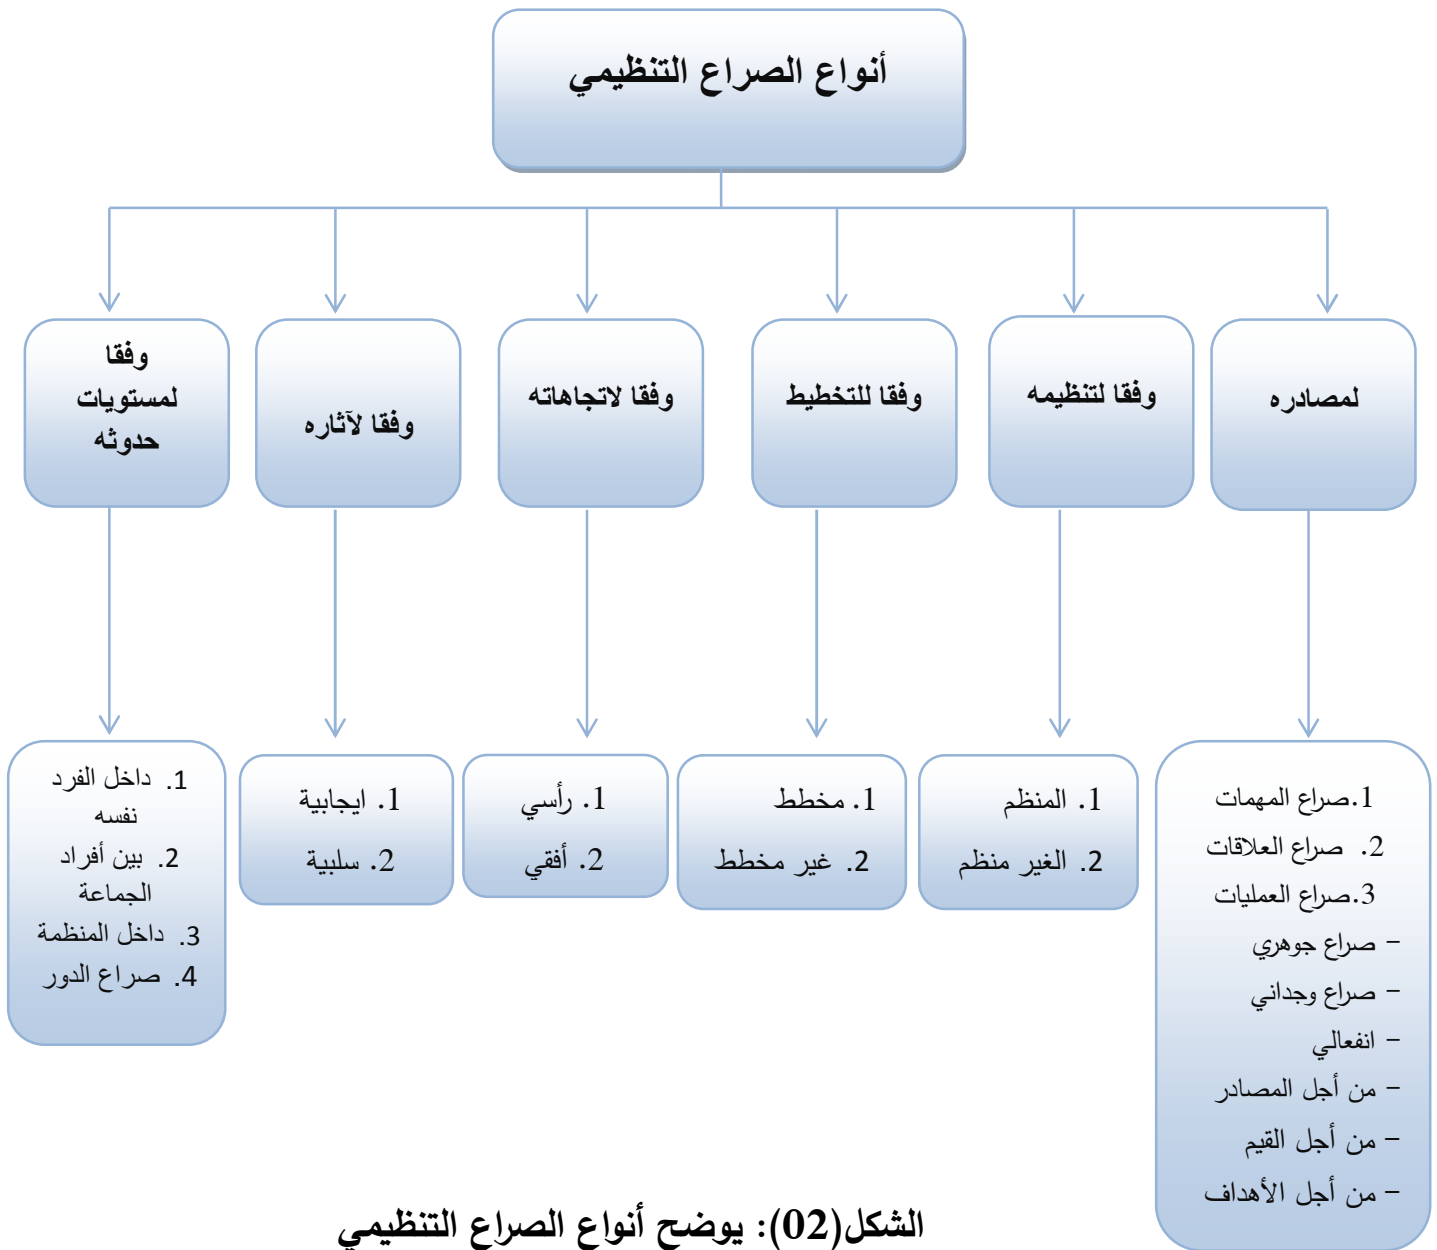 أنواع الصراع التنظيمي
لمصادره
وفقا لتنظيمه
وفقا للتخطيط
وفقا لاتجاهاته
وفقا لآثاره
وفقا
لمستويات
حدوثه
1.صراع المهمات
2. صراع العلاقات
3.صراع العمليات
- صراع جوهري
- صراع وجداني
- انفعالي
- من أجل المصادر
- من أجل القيم
- من أجل الأهداف
1. المنظم
2. الغير منظم
1. مخطط
2. غير مخطط
1. رأسي
2. أفقي
1. ايجابية
2. سلبية
1. داخل الفرد
نفسه
2. بين أفراد
الجماعة
3. داخل المنظمة
4. صراع الدور
الشكل(02): يوضح أنواع الصراع التنظيمي